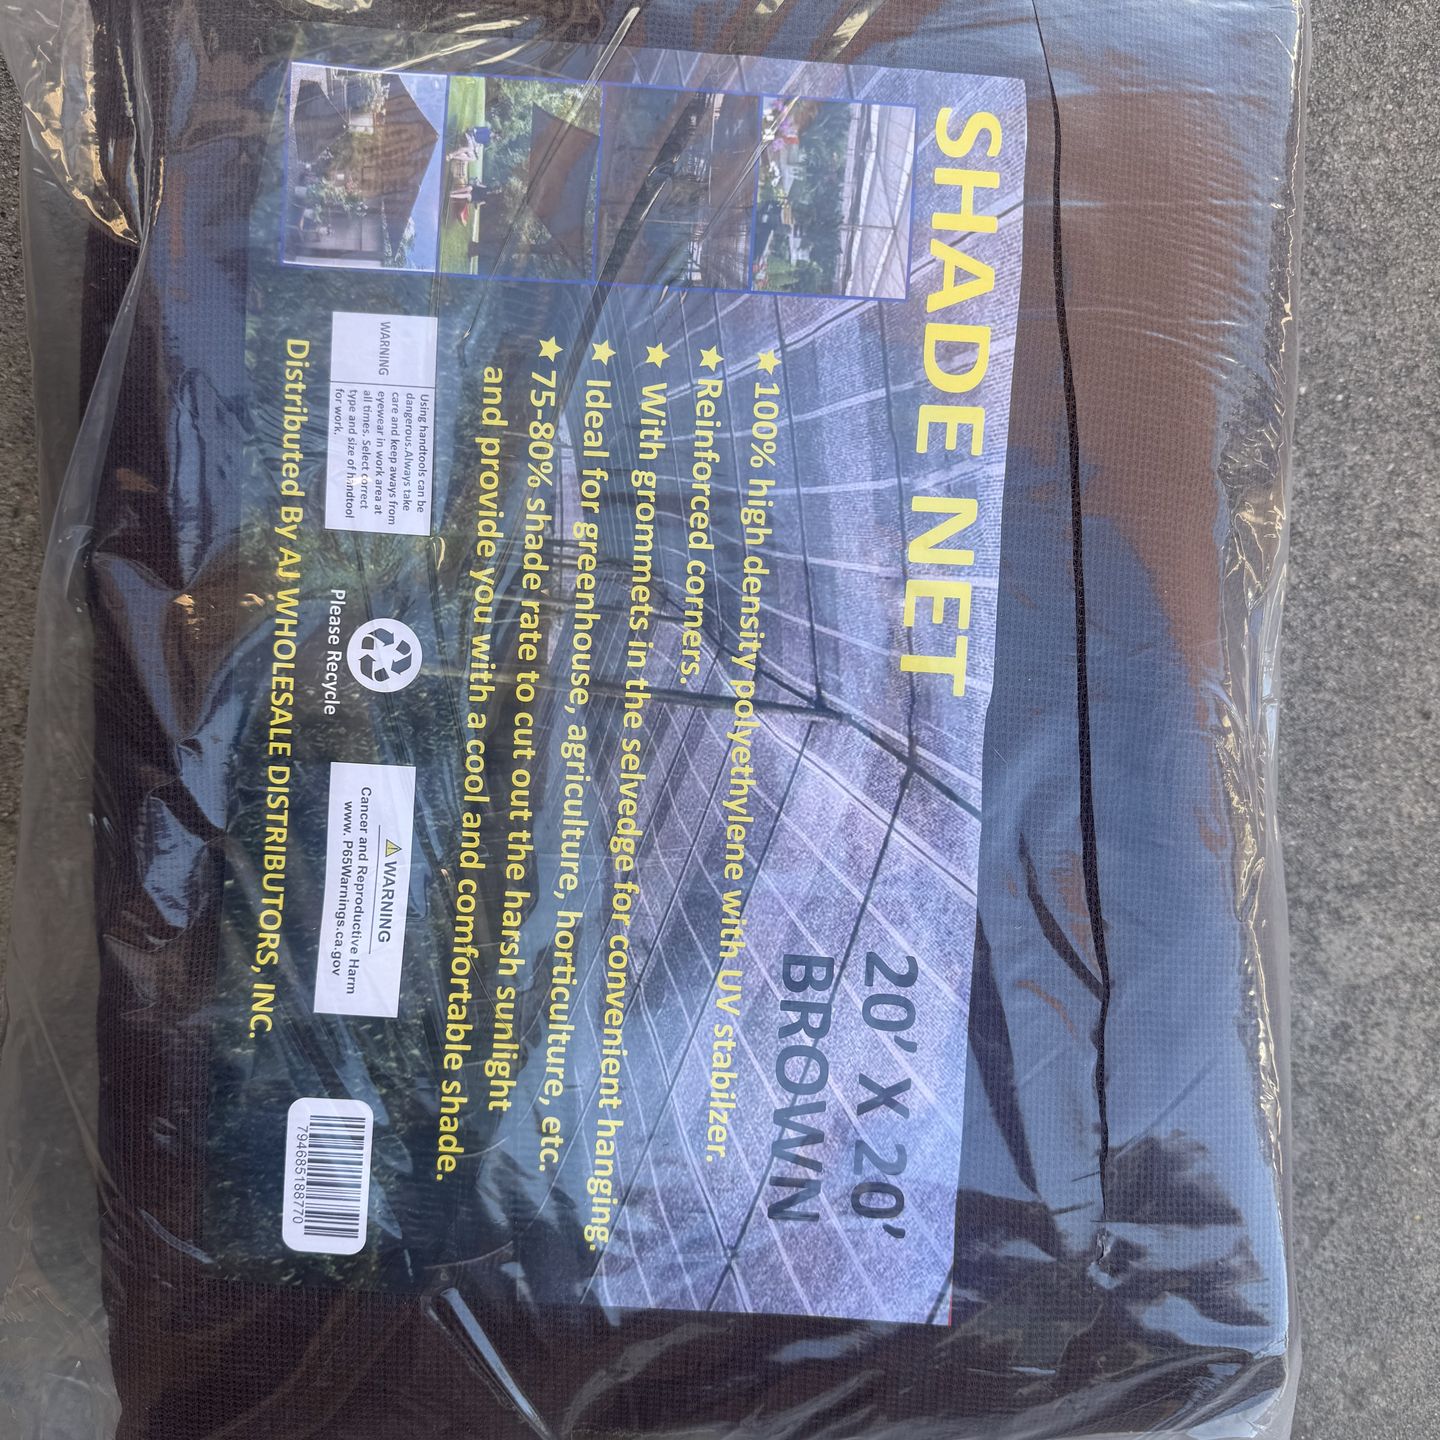 SHADE NET
20' X 20'
BROWN
100% high density polyethylene with UV stabilzer.
Reinforced corners.
With grommets in the selvedge for convenient hanging.
Ideal for greenhouse, agriculture, horticulture, etc.
75-80% shade rate to cut out the harsh sunlight
and provide you with a cool and comfortable shade.
WARNING
Using handtools can be
dangerous.Always take
care and keep aways from
eyewear in work area at
all times. Select correct
type and size of handtool
for work.
Please Recycle
WARNING
Cancer and Reproductive Harm
www. P65Warnings.ca.gov
Distributed By AJ WHOLESALE DISTRIBUTORS, INC.
794685188770